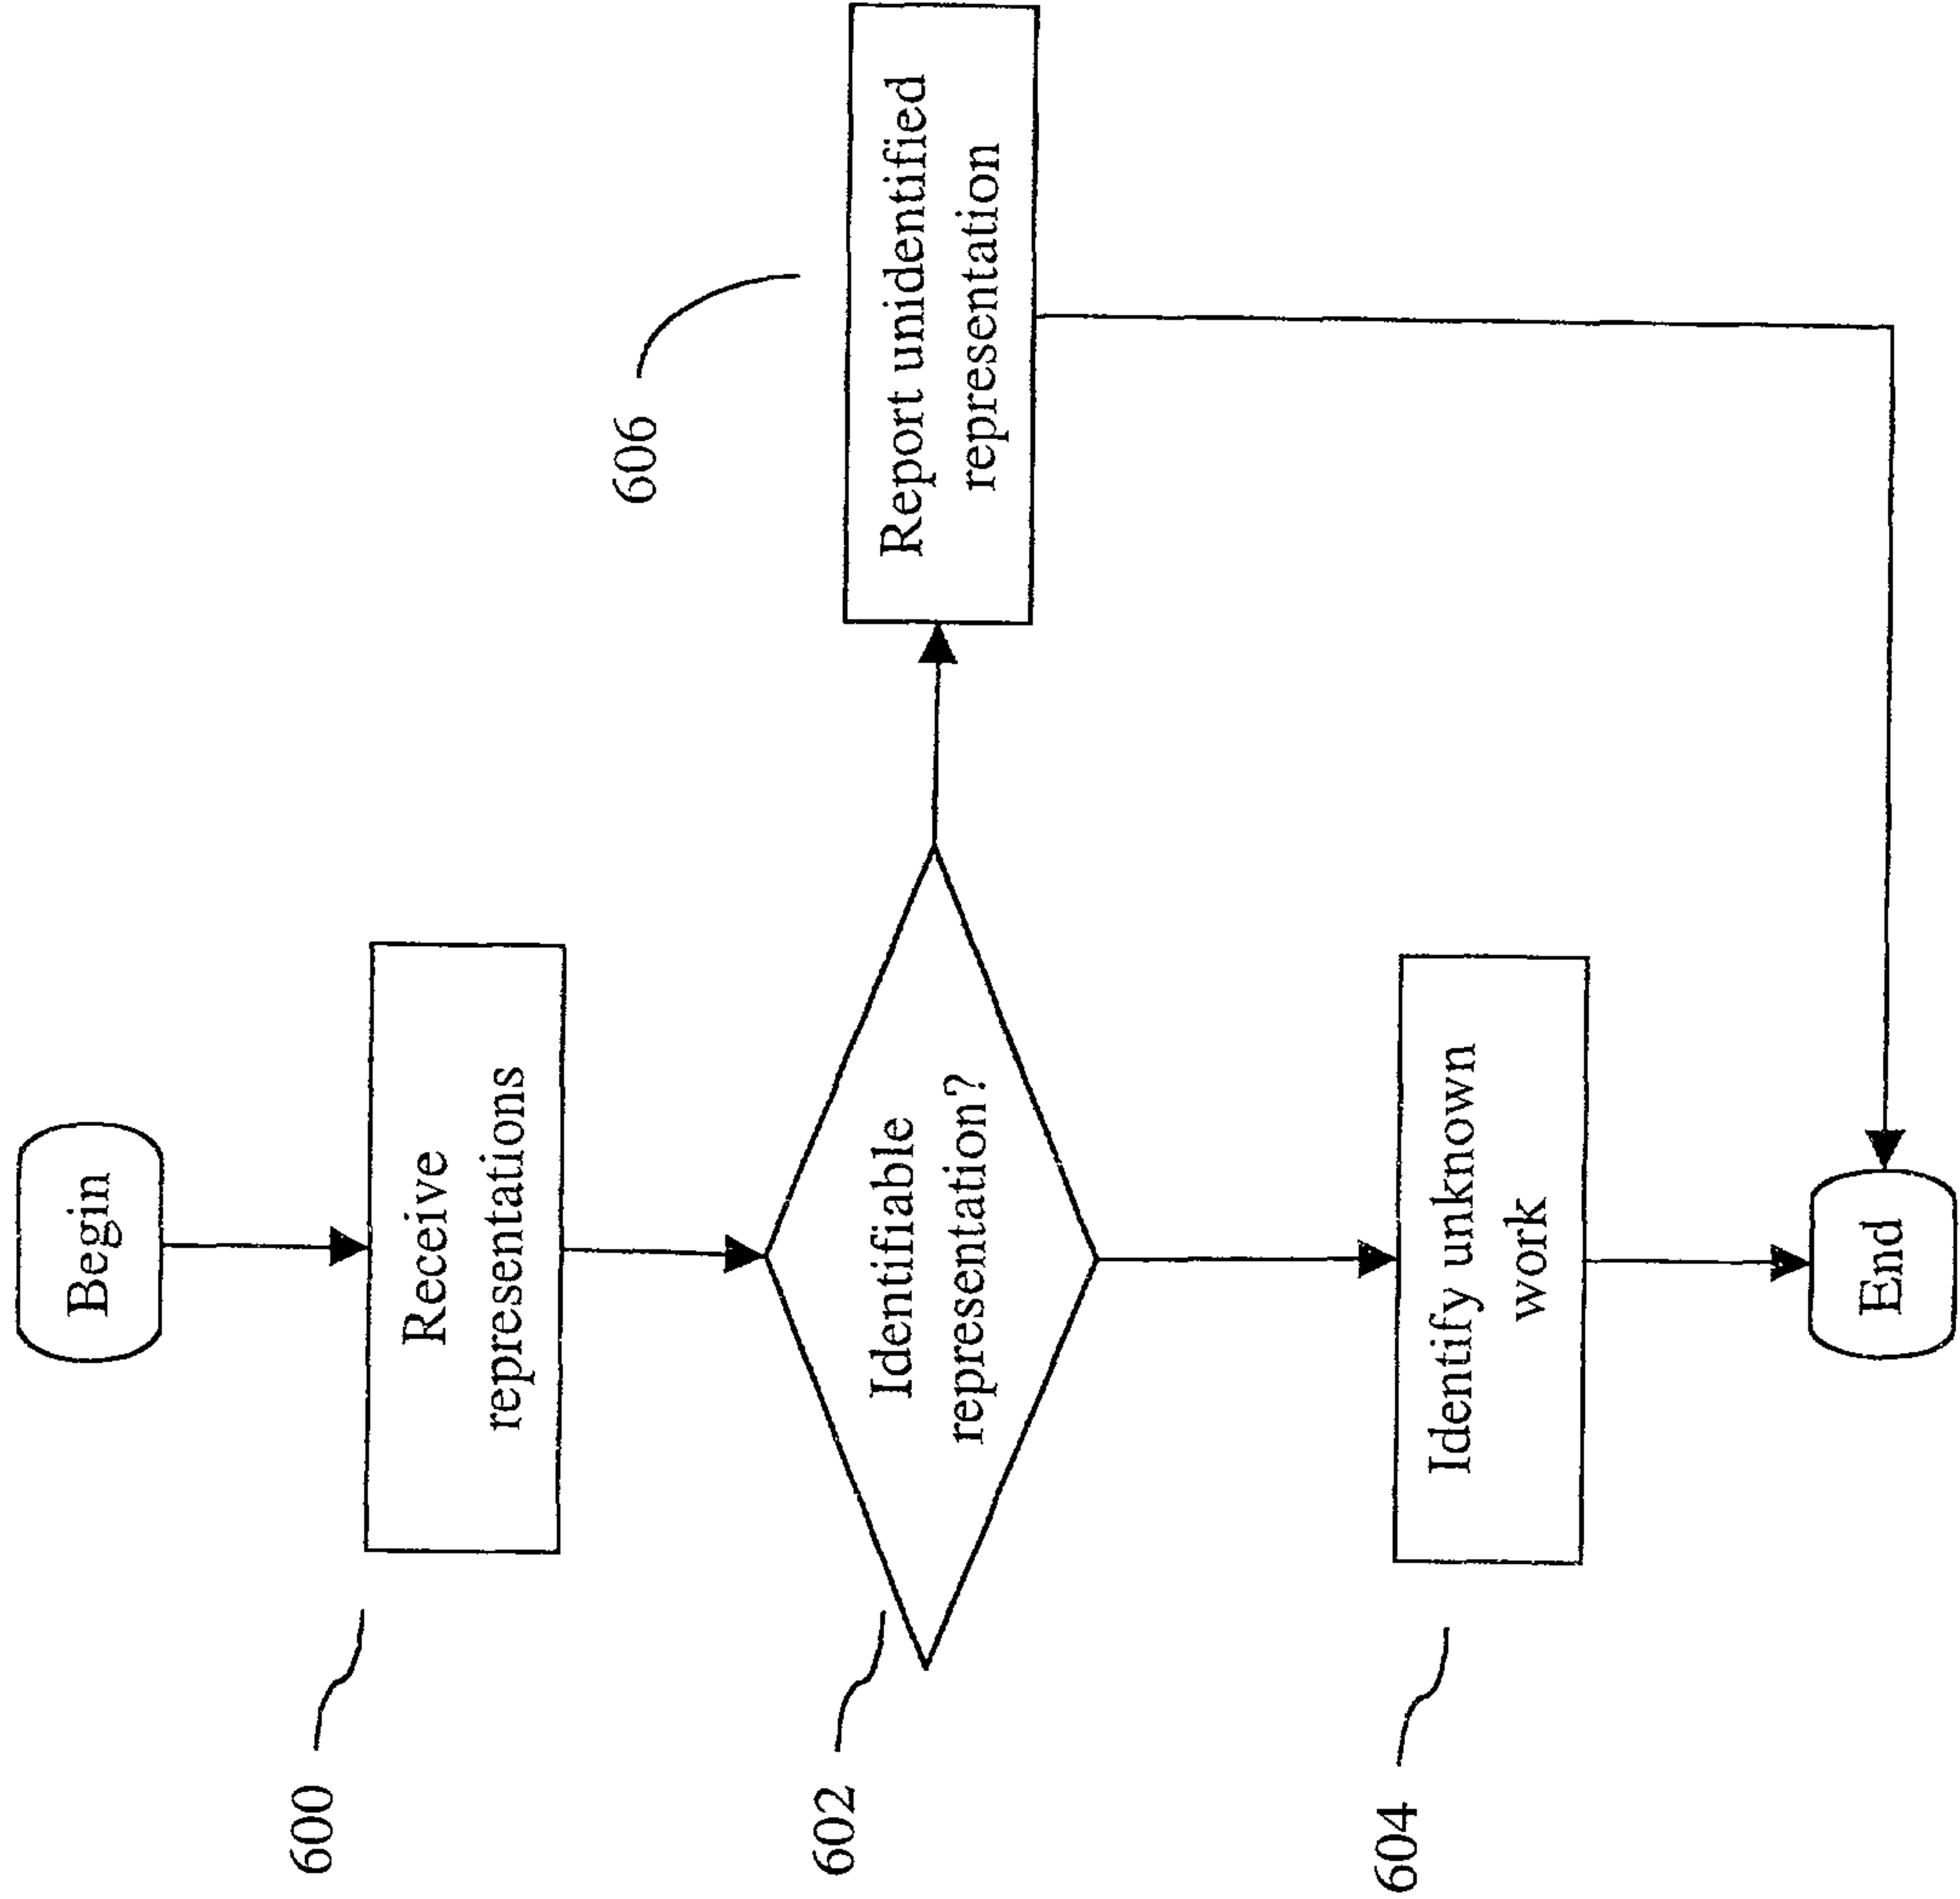 Begin
600
Receive
representations
602
Identifiable
representation?
606
Report unidentified
representation
604
Identify unknown
work
End